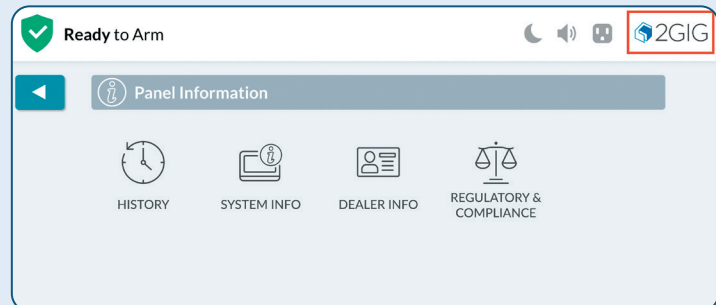 Ready to Arm
2GIG
Panel Information
HISTORY
SYSTEM INFO
DEALER INFO
REGULATORY &
COMPLIANCE